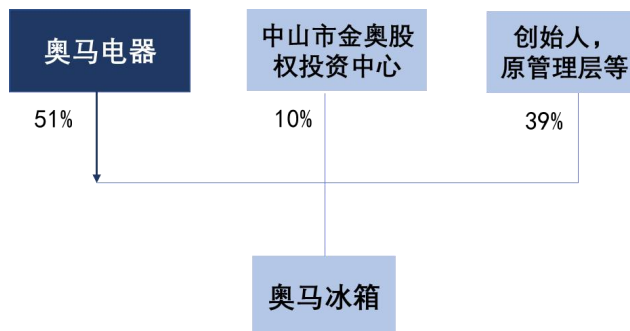 奥马电器
中山市金奥股
权投资中心
创始人，
原管理层等
51%
10%
39%
奥马冰箱